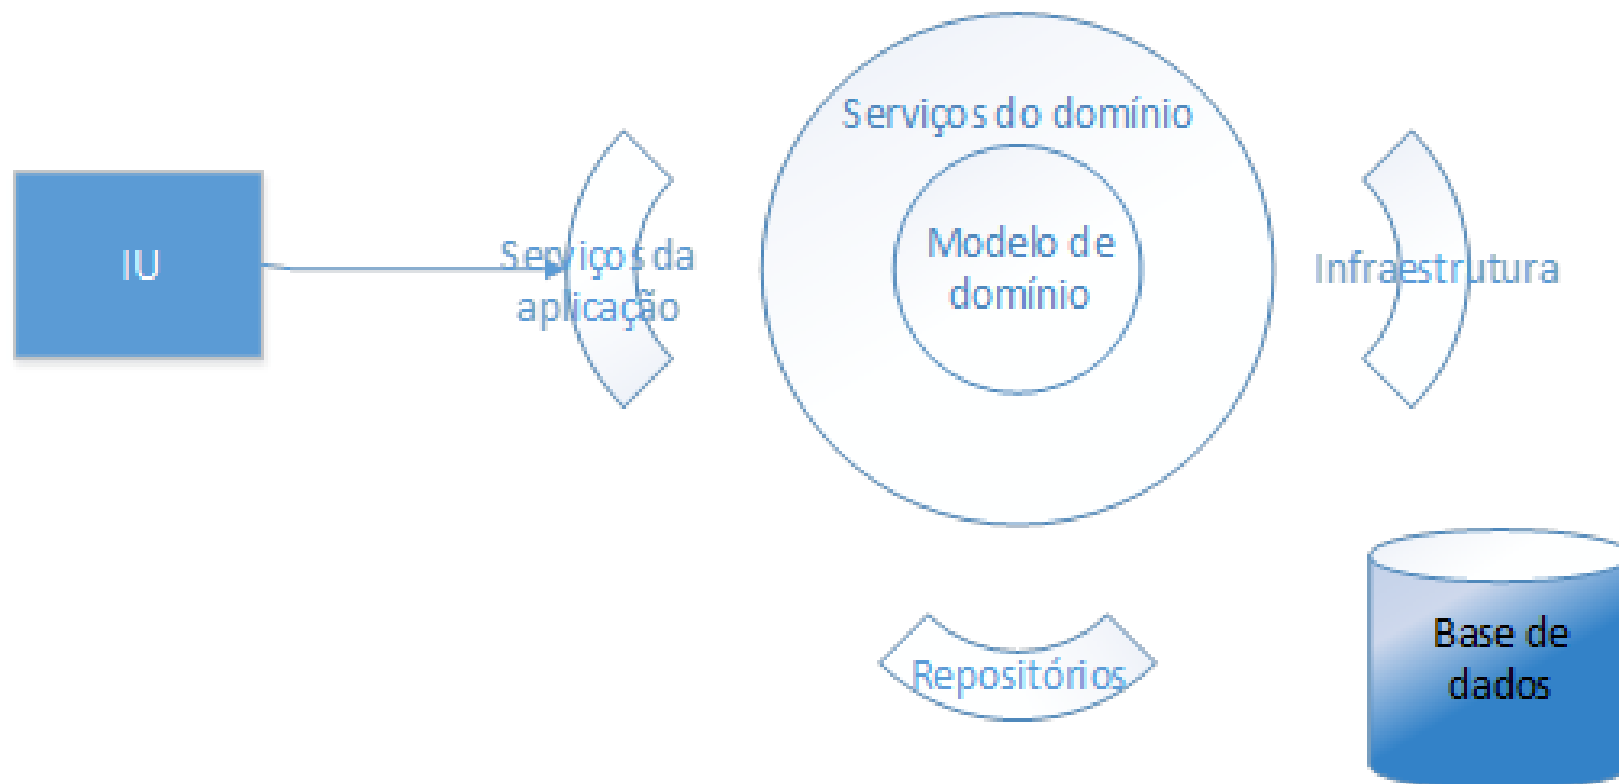 Serviços do domínio
IU
Serviços da
aplicação
Modelo de
domínio
Infraestrutura
Repositórios
Base de
dados